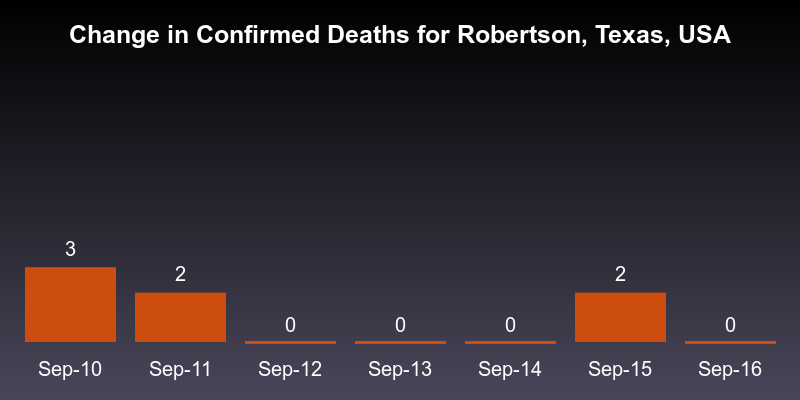 Change in Confirmed Deaths for Robertson, Texas, USA
3
2
0
0
0
2
0
Sep-10
Sep-11
Sep-12
Sep-13
Sep-14
Sep-15
Sep-16